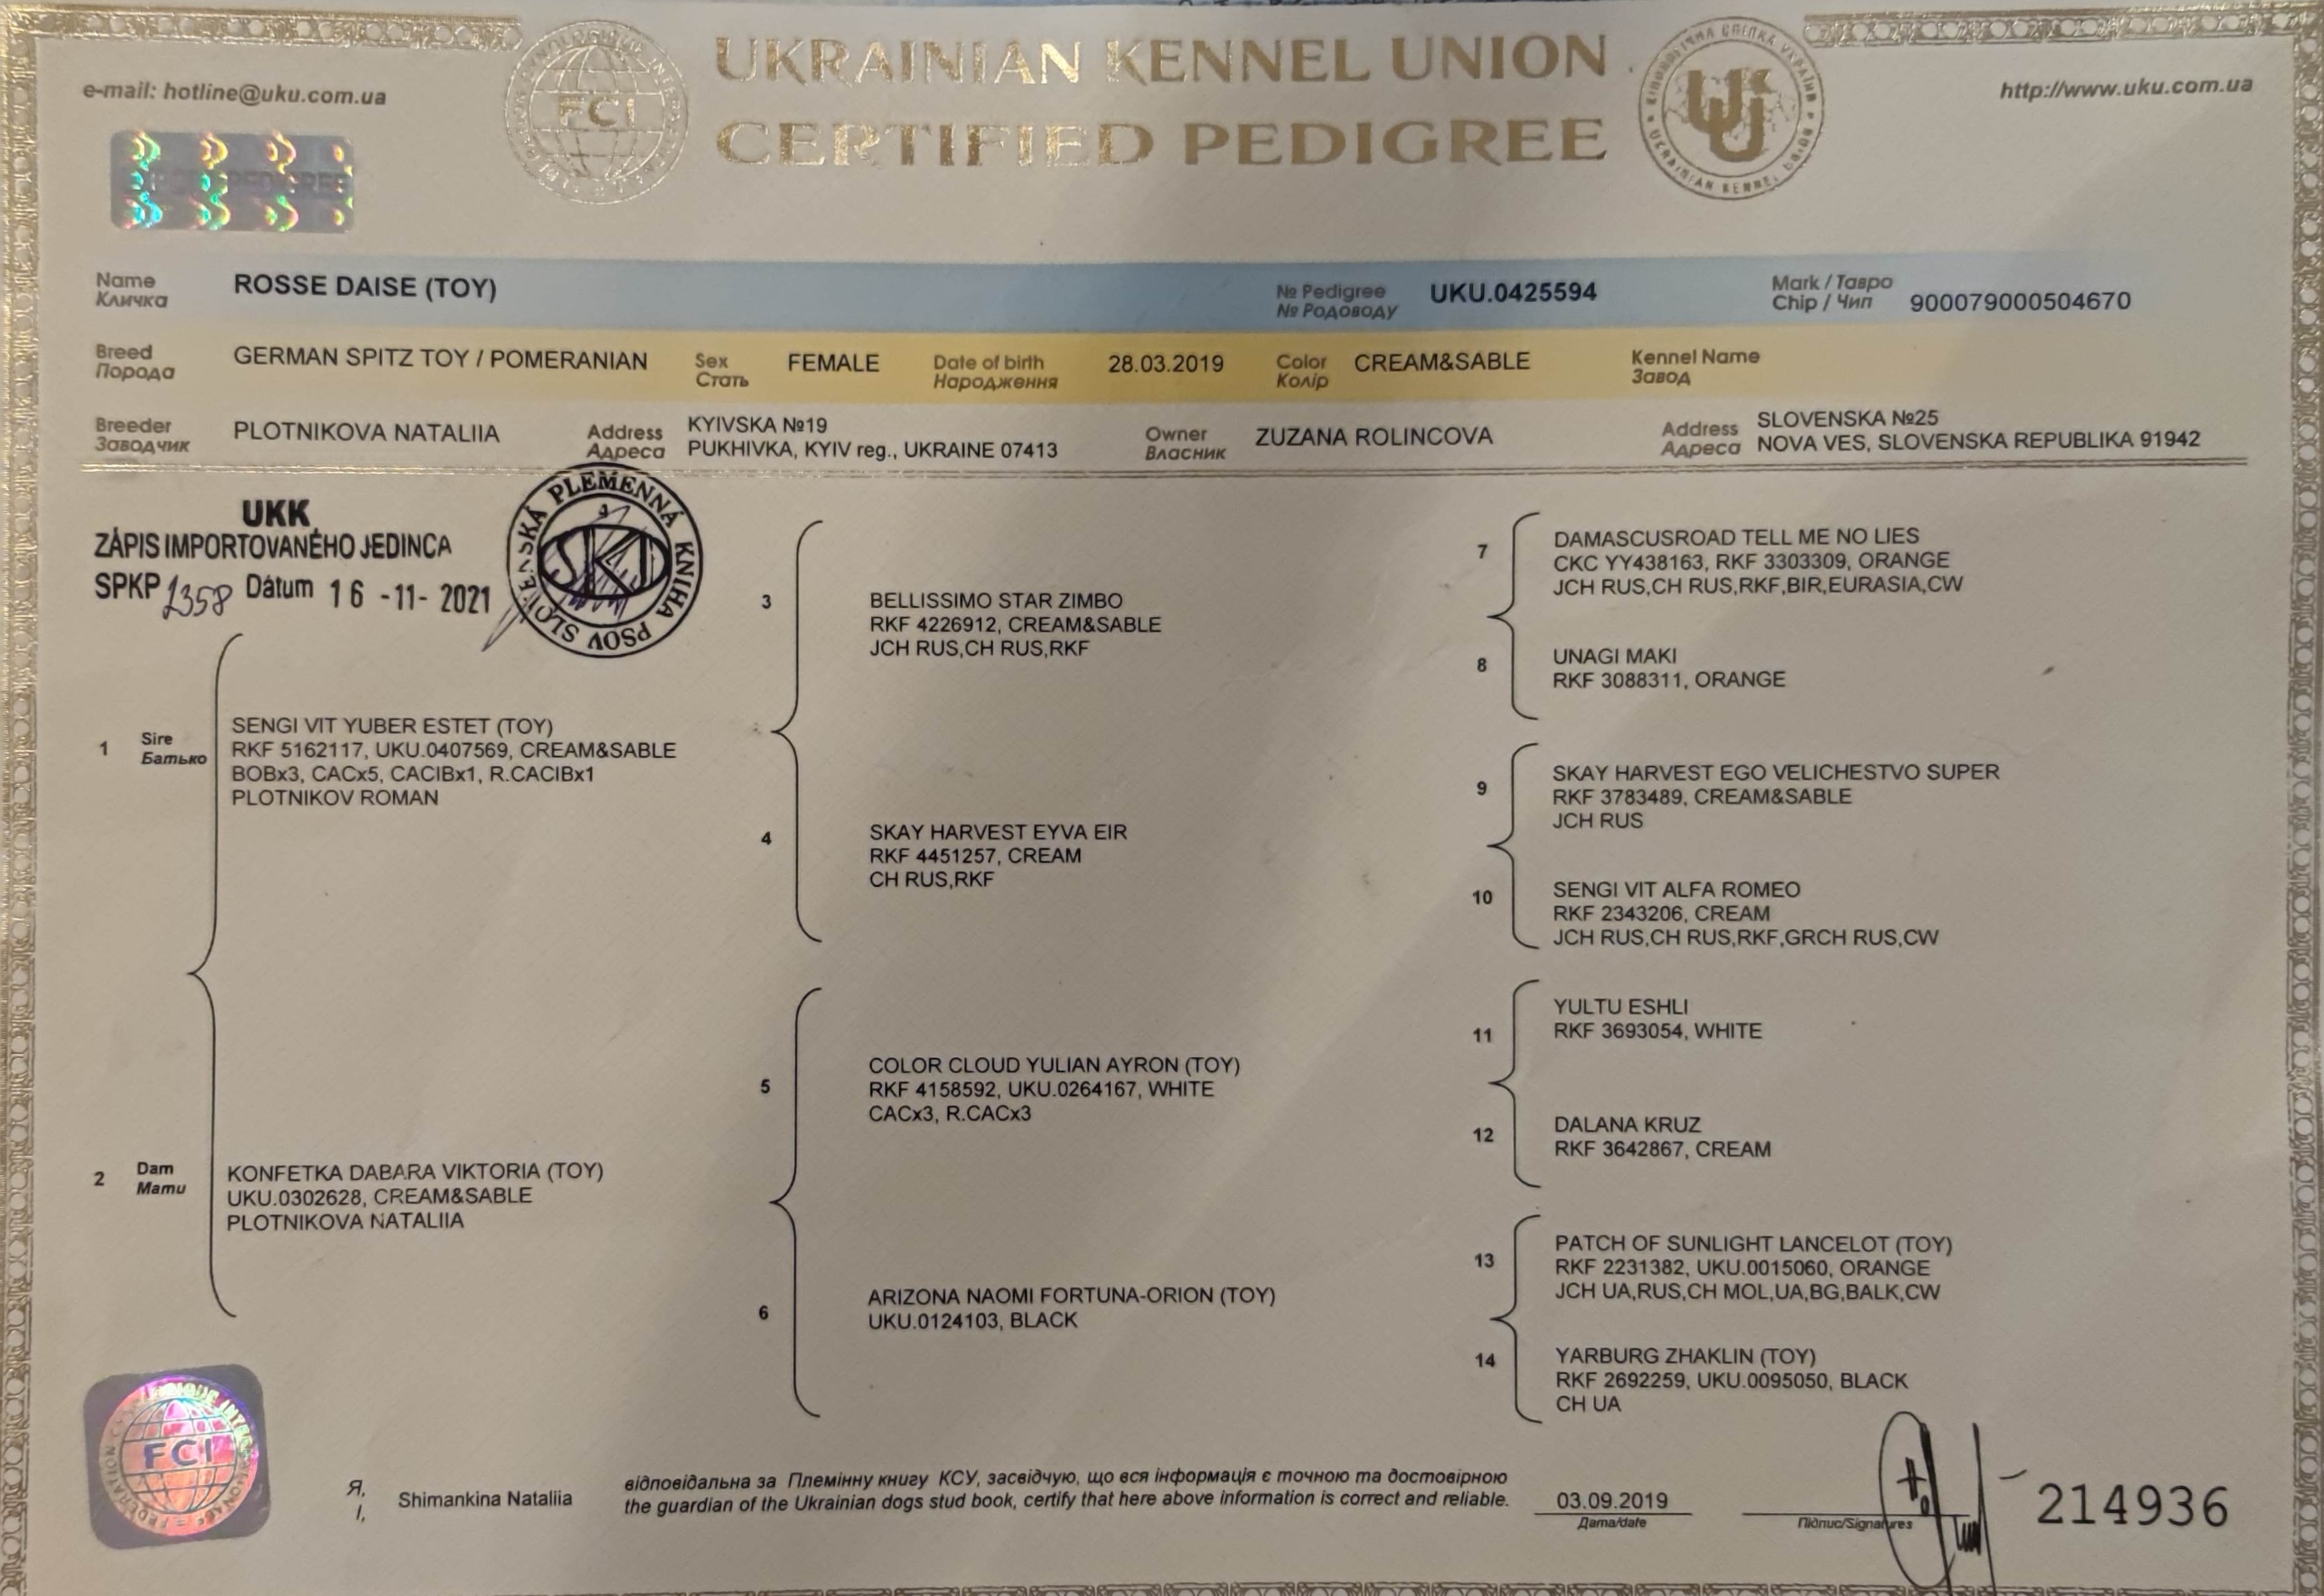 UKRAINIAN KENNEL UNION
CERTIFIED PEDIGREE
e-mail: hotline@uku.com.ua
FCI
http://www.uku.com.ua
Name
Кличка
ROSSE DAISE (TOY)
№ Pedigree
№ Родоводу
UKU.0425594
Mark / Тавро
Chip / Чип
900079000504670
Breed
Порода
GERMAN SPITZ TOY / POMERANIAN
Sex
Стать
FEMALE
Date of birth
Народження
28.03.2019
Color
Колір
CREAM&SABLE
Kennel Name
Завод
Breeder
Заводчик
PLOTNIKOVA NATALIIA
Address
Адреса
KYIVSKA №19
PUKHIVKA, KYIV reg., UKRAINE 07413
Owner
Власник
ZUZANA ROLINCOVA
Address
Адреса
SLOVENSKA №25
NOVA VES, SLOVENSKA REPUBLIKA 91942
UKK
ZÁPIS IMPORTOVANÉHO JEDINCA
SPKP 1358 Dátum 16 -11- 2021
SLOVENSKÁ PLEMENNÁ KNIHA PSOV
SKJ
1
Sire
Батько
SENGI VIT YUBER ESTET (TOY)
RKF 5162117, UKU.0407569, CREAM&SABLE
BOBx3, CACx5, CACIBx1, R.CACIBx1
PLOTNIKOV ROMAN
2
Dam
Мати
KONFETKA DABARA VIKTORIA (TOY)
UKU.0302628, CREAM&SABLE
PLOTNIKOVA NATALIIA
3
BELLISSIMO STAR ZIMBO
RKF 4226912, CREAM&SABLE
JCH RUS,CH RUS,RKF
4
SKAY HARVEST EYVA EIR
RKF 4451257, CREAM
CH RUS,RKF
5
COLOR CLOUD YULIAN AYRON (TOY)
RKF 4158592, UKU.0264167, WHITE
CACx3, R.CACx3
6
ARIZONA NAOMI FORTUNA-ORION (TOY)
UKU.0124103, BLACK
7
DAMASCUSROAD TELL ME NO LIES
CKC YY438163, RKF 3303309, ORANGE
JCH RUS,CH RUS,RKF,BIR,EURASIA,CW
8
UNAGI MAKI
RKF 3088311, ORANGE
9
SKAY HARVEST EGO VELICHESTVO SUPER
RKF 3783489, CREAM&SABLE
JCH RUS
10
SENGI VIT ALFA ROMEO
RKF 2343206, CREAM
JCH RUS,CH RUS,RKF,GRCH RUS,CW
11
YULTU ESHLI
RKF 3693054, WHITE
12
DALANA KRUZ
RKF 3642867, CREAM
13
PATCH OF SUNLIGHT LANCELOT (TOY)
RKF 2231382, UKU.0015060, ORANGE
JCH UA,RUS,CH MOL,UA,BG,BALK,CW
14
YARBURG ZHAKLIN (TOY)
RKF 2692259, UKU.0095050, BLACK
CH UA
FCI
Я,
I,
Shimankina Nataliia
відповідальна за Племінну книгу КСУ, засвідчую, що вся інформація є точною та достовірною
the guardian of the Ukrainian dogs stud book, certify that here above information is correct and reliable.
03.09.2019
Дата/date
Підпис/Signatures
214936